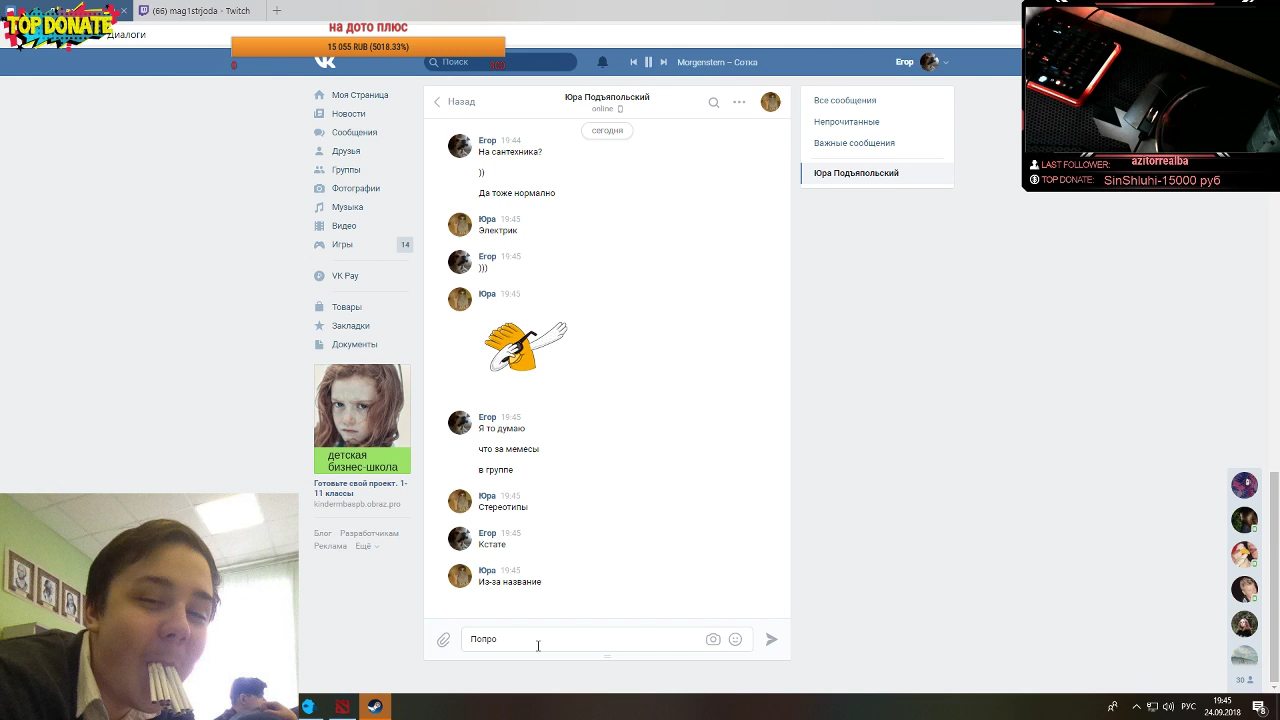 (66) mag1stjoda - Twitch
TOP DONATE
Диалоги
на дото плюс
15 055 RUB (5018.33%)
0
300
Поиск
Morgenstern – Сотка
Егор
Моя Страница
Новости
Сообщения
Друзья
Группы
Фотографии
Музыка
Видео
Игры
14
VK Pay
Товары
Закладки
Документы
детская
бизнес-школа
Готовьте свой проект. 1-
11 классы
kindermbaspb.obraz.pro
Блог Разработчикам
Реклама Ещё
Назад
Юра Подъяпольский
online
сегодня
Егор 19:44
На сантехника?
))
Да тоже нормально
Юра 19:45
Электрик
Егор 19:45
)))
Юра 19:45
Егор 19:45
Я то думаю
что за мемесы
в группе
Юра 19:45
Стереотипы
Егор 19:45
Кстате
Юра 19:45
Из-за название
Попро
Все сообщения
Непрочитанные
Важные сообщения
Юра Подъяпольский
LAST FOLLOWER: azitorrealba
TOP DONATE: SinShluhi-15000 руб
30
РУС
19:45
24.09.2018
8